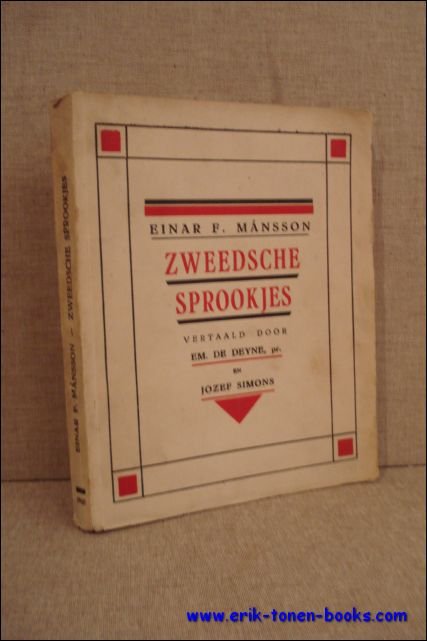 EINAR F. MÅNSSON
ZWEEDSCHE
SPROOKJES
VERTAALD DOOR
EM. DE DEYNE, pr.
EN
JOZEF SIMONS
EINAR F. MÅNSSON - ZWEEDSCHE SPROOKJES
www.erik-tonen-books.com